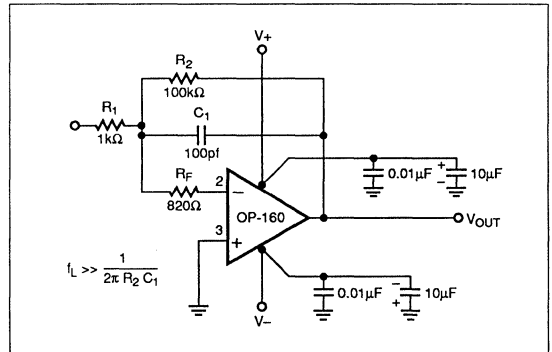 V+
R2
100kΩ
R1
1kΩ
C1
100pf
RF
820Ω
2
−
OP-160
3
+
+
−
0.01μF
10μF
VOUT
fL >> 1
2π R2 C1
−
+
0.01μF
10μF
V−